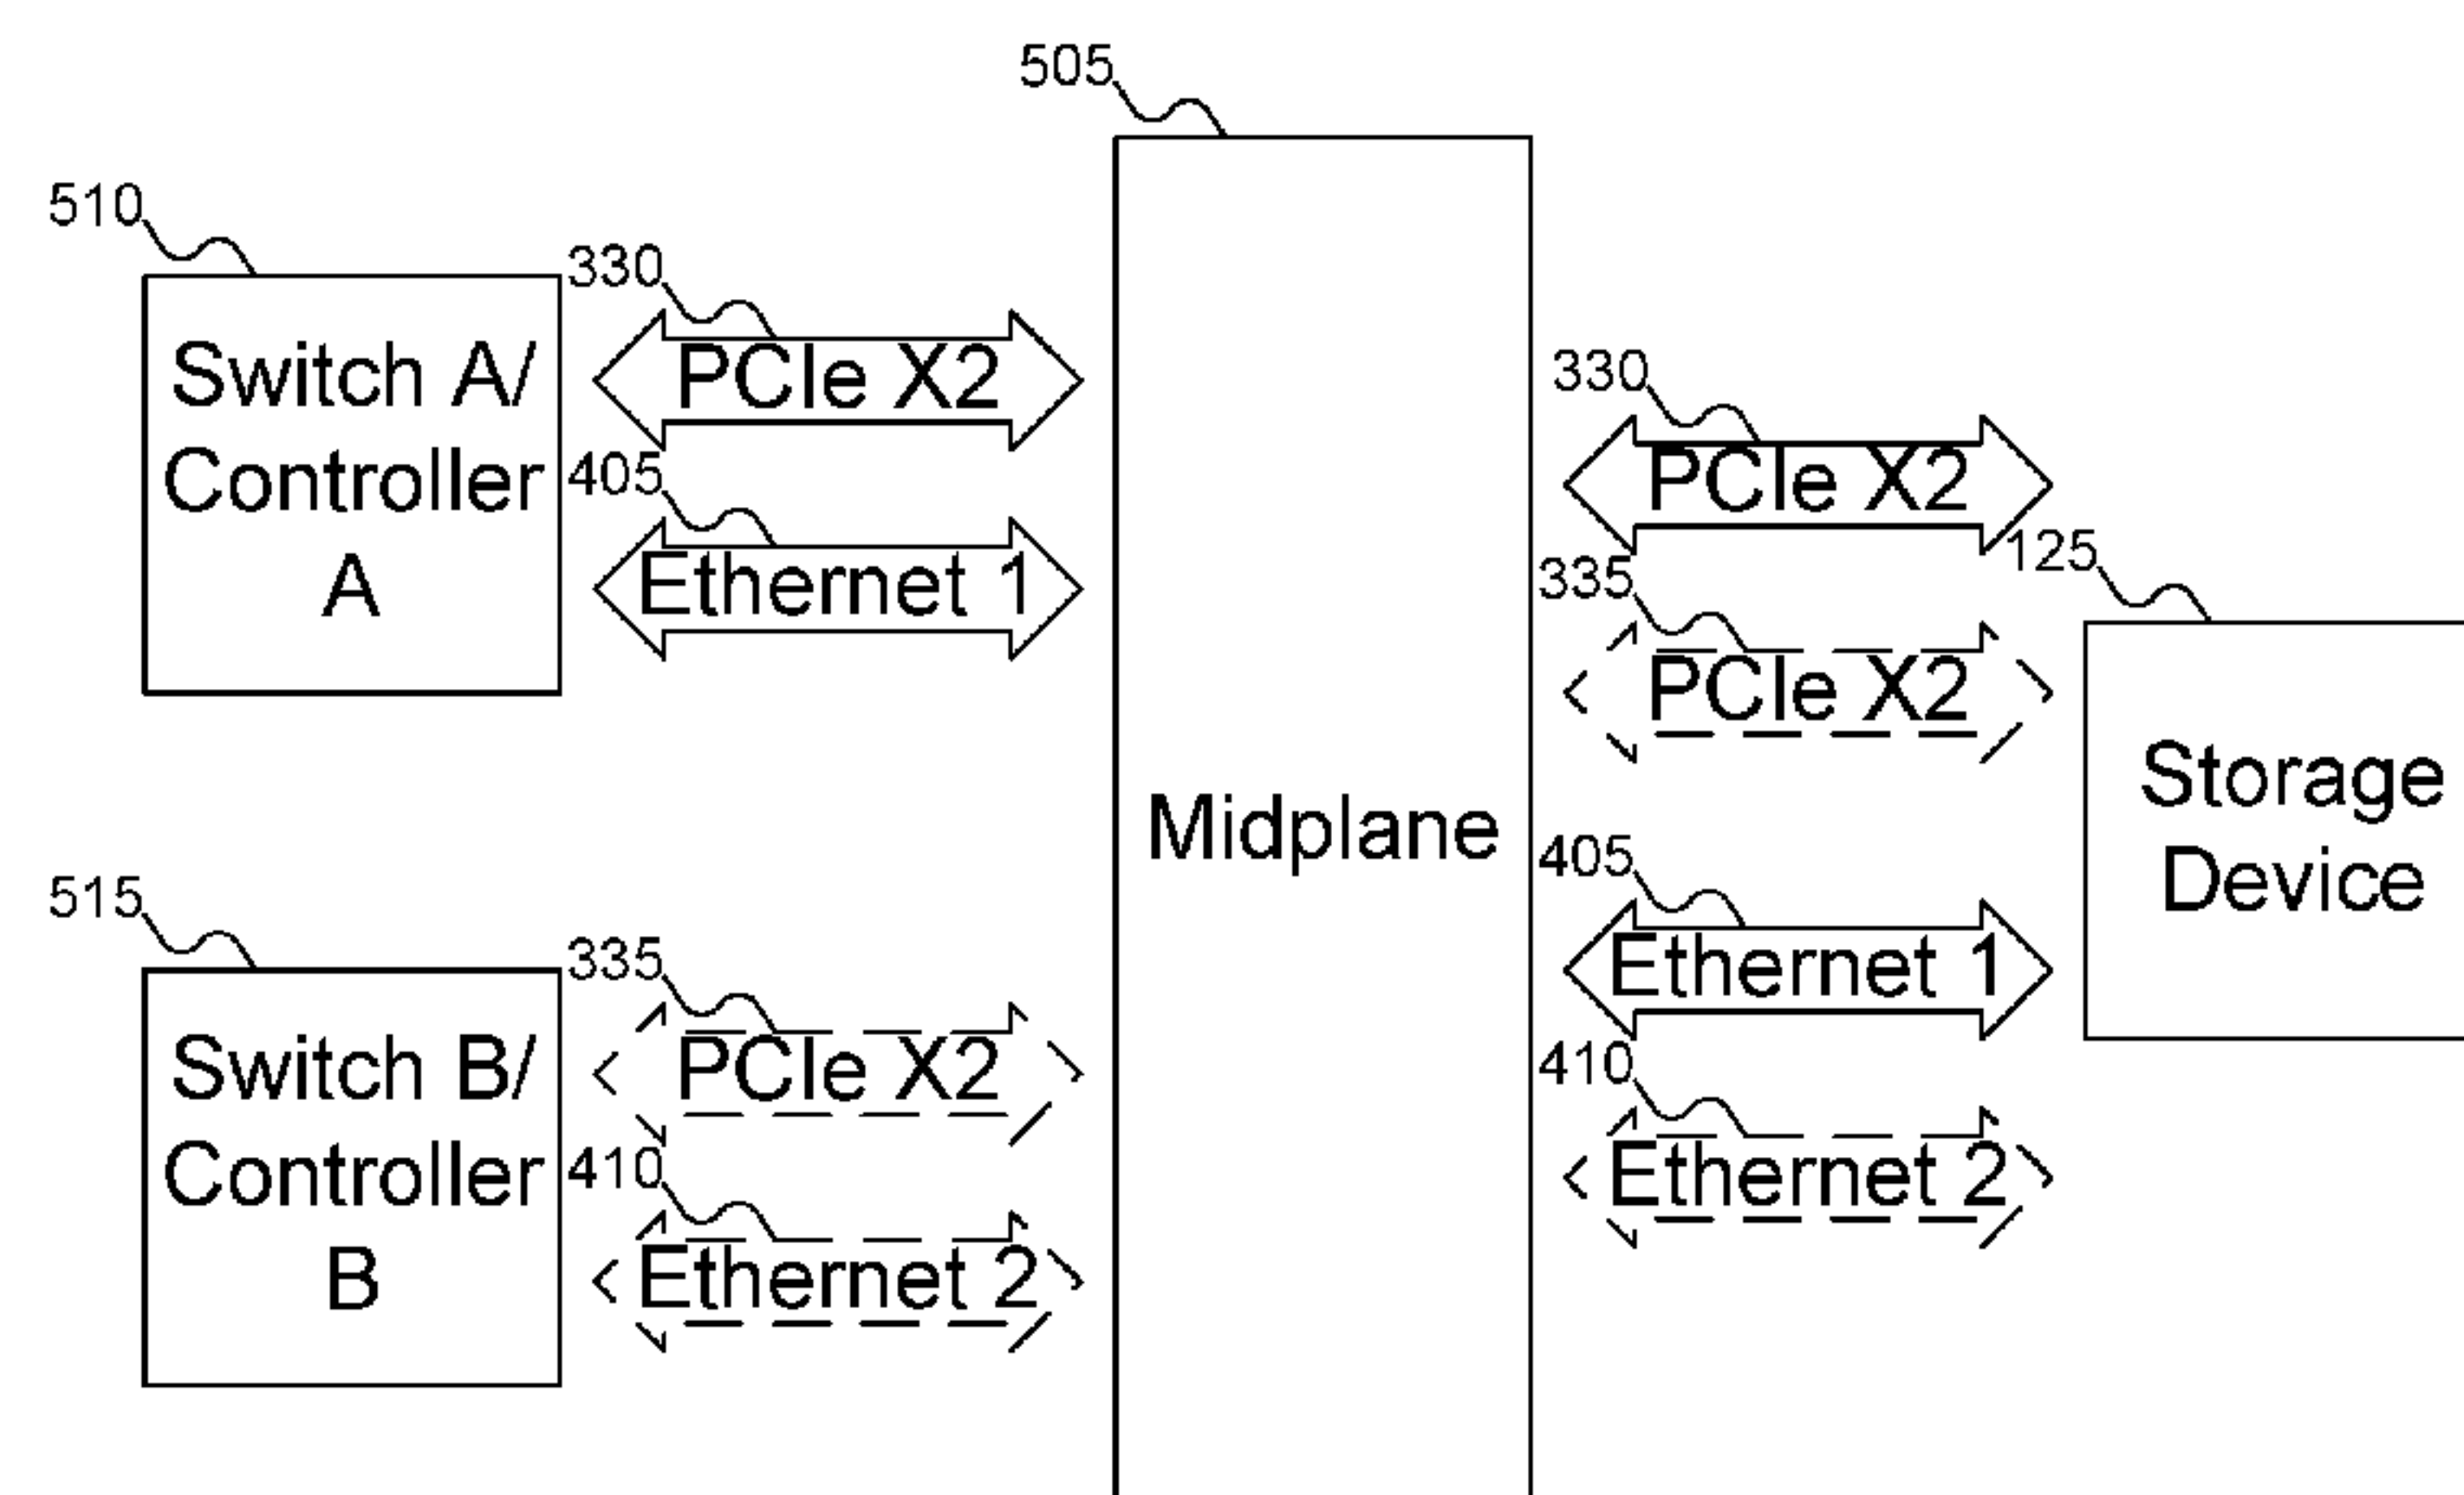 505
510
330
Switch A/
Controller
A
PCIe X2
405
Ethernet 1
Midplane
330
PCIe X2
335
PCIe X2
125
Storage
Device
405
Ethernet 1
410
Ethernet 2
515
Switch B/
Controller
B
335
PCIe X2
410
Ethernet 2